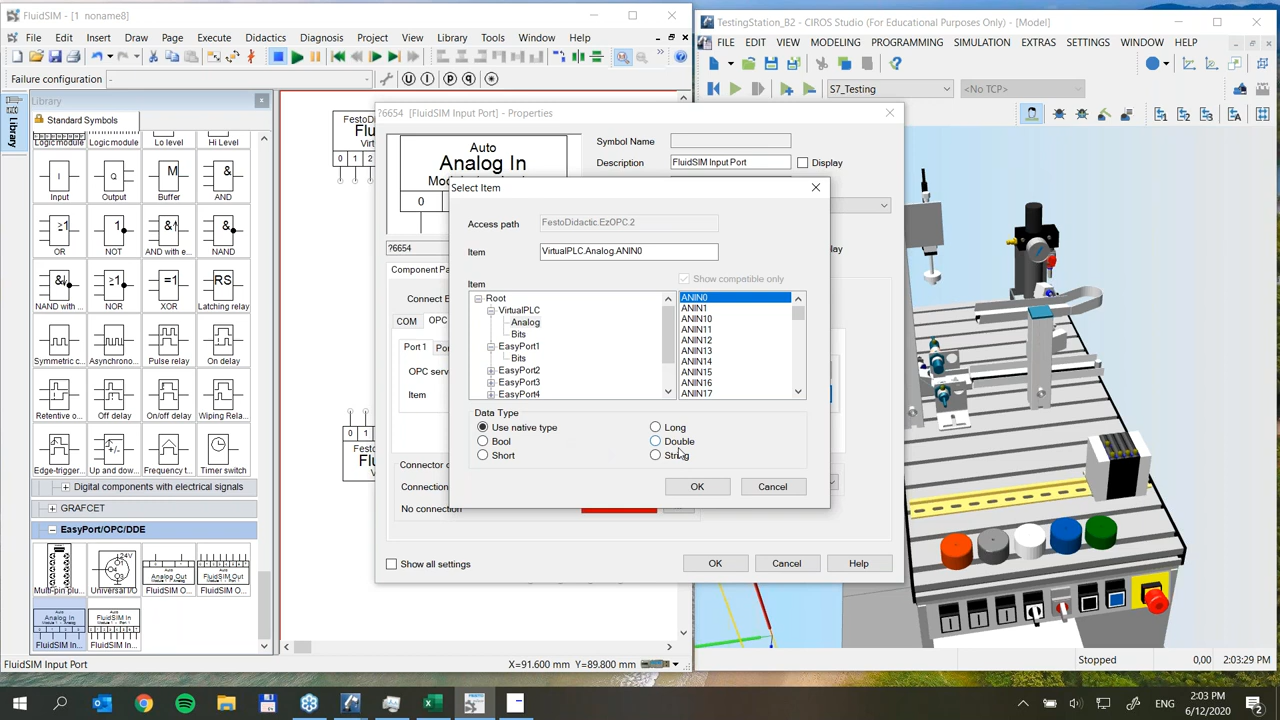 FluidSIM - [1 noname8]
File Edit Insert Draw Page Execute Didactics Diagnosis Project View Library Tools Window Help
Failure configuration -
Library
Library
Standard Symbols
Logic module Logic module Lo level Hi Level
Input Output Buffer AND
OR NOT AND with e... NAND
NAND with ... NOR XOR Latching relay
Symmetric c... Asynchrono... Pulse relay On delay
Retentive o... Off delay On/off delay Wiping Rela...
Edge-trigger... Up and dow... Frequency t... Timer switch
Digital components with electrical signals
GRAFCET
EasyPort/OPC/DDE
Multi-pin plu... Universal I/O FluidSIM O... FluidSIM O...
FluidSIM In... FluidSIM In...
FluidSIM Input Port
X=91.600 mm Y=89.800 mm
?6654 [FluidSIM Input Port] - Properties
Auto
Analog In
0
Symbol Name
Description FluidSIM Input Port Display
?6654
Component Pa
Connect E
COM OPC
Port 1 Po
OPC serv
Item
Connector c
Connection
No connection
Show all settings
OK Cancel Help
Select Item
Access path FestoDidactic.EzOPC.2
Item VirtualPLC.Analog.ANIN0
Show compatible only
Item
Root
VirtualPLC
Analog
Bits
EasyPort1
Bits
EasyPort2
EasyPort3
EasyPort4
ANIN0
ANIN1
ANIN10
ANIN11
ANIN12
ANIN13
ANIN14
ANIN15
ANIN16
ANIN17
Data Type
Use native type Long
Bool Double
Short String
OK Cancel
TestingStation_B2 - CIROS Studio (For Educational Purposes Only) - [Model]
FILE EDIT VIEW MODELING PROGRAMMING SIMULATION EXTRAS SETTINGS WINDOW HELP
S7_Testing <No TCP>
Stopped 0,00 2:03:29 PM
ENG 2:03 PM
6/12/2020
2